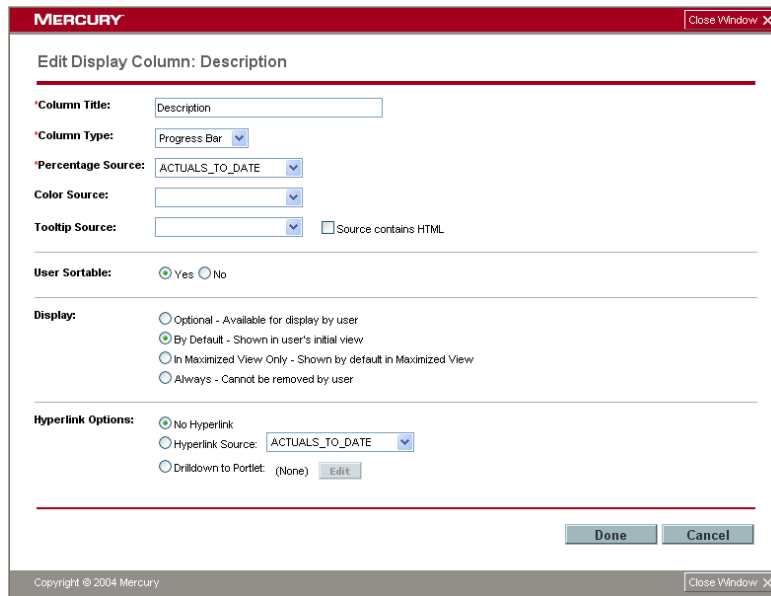 MERCURY
Close Window X
Edit Display Column: Description
*Column Title: Description
*Column Type: Progress Bar
*Percentage Source: ACTUALS_TO_DATE
Color Source:
Tooltip Source: Source contains HTML
User Sortable: Yes No
Display: Optional - Available for display by user
By Default - Shown in user's initial view
In Maximized View Only - Shown by default in Maximized View
Always - Cannot be removed by user
Hyperlink Options: No Hyperlink
Hyperlink Source: ACTUALS_TO_DATE
Drilldown to Portlet: (None) Edit
Done Cancel
Copyright © 2004 Mercury Close Window X